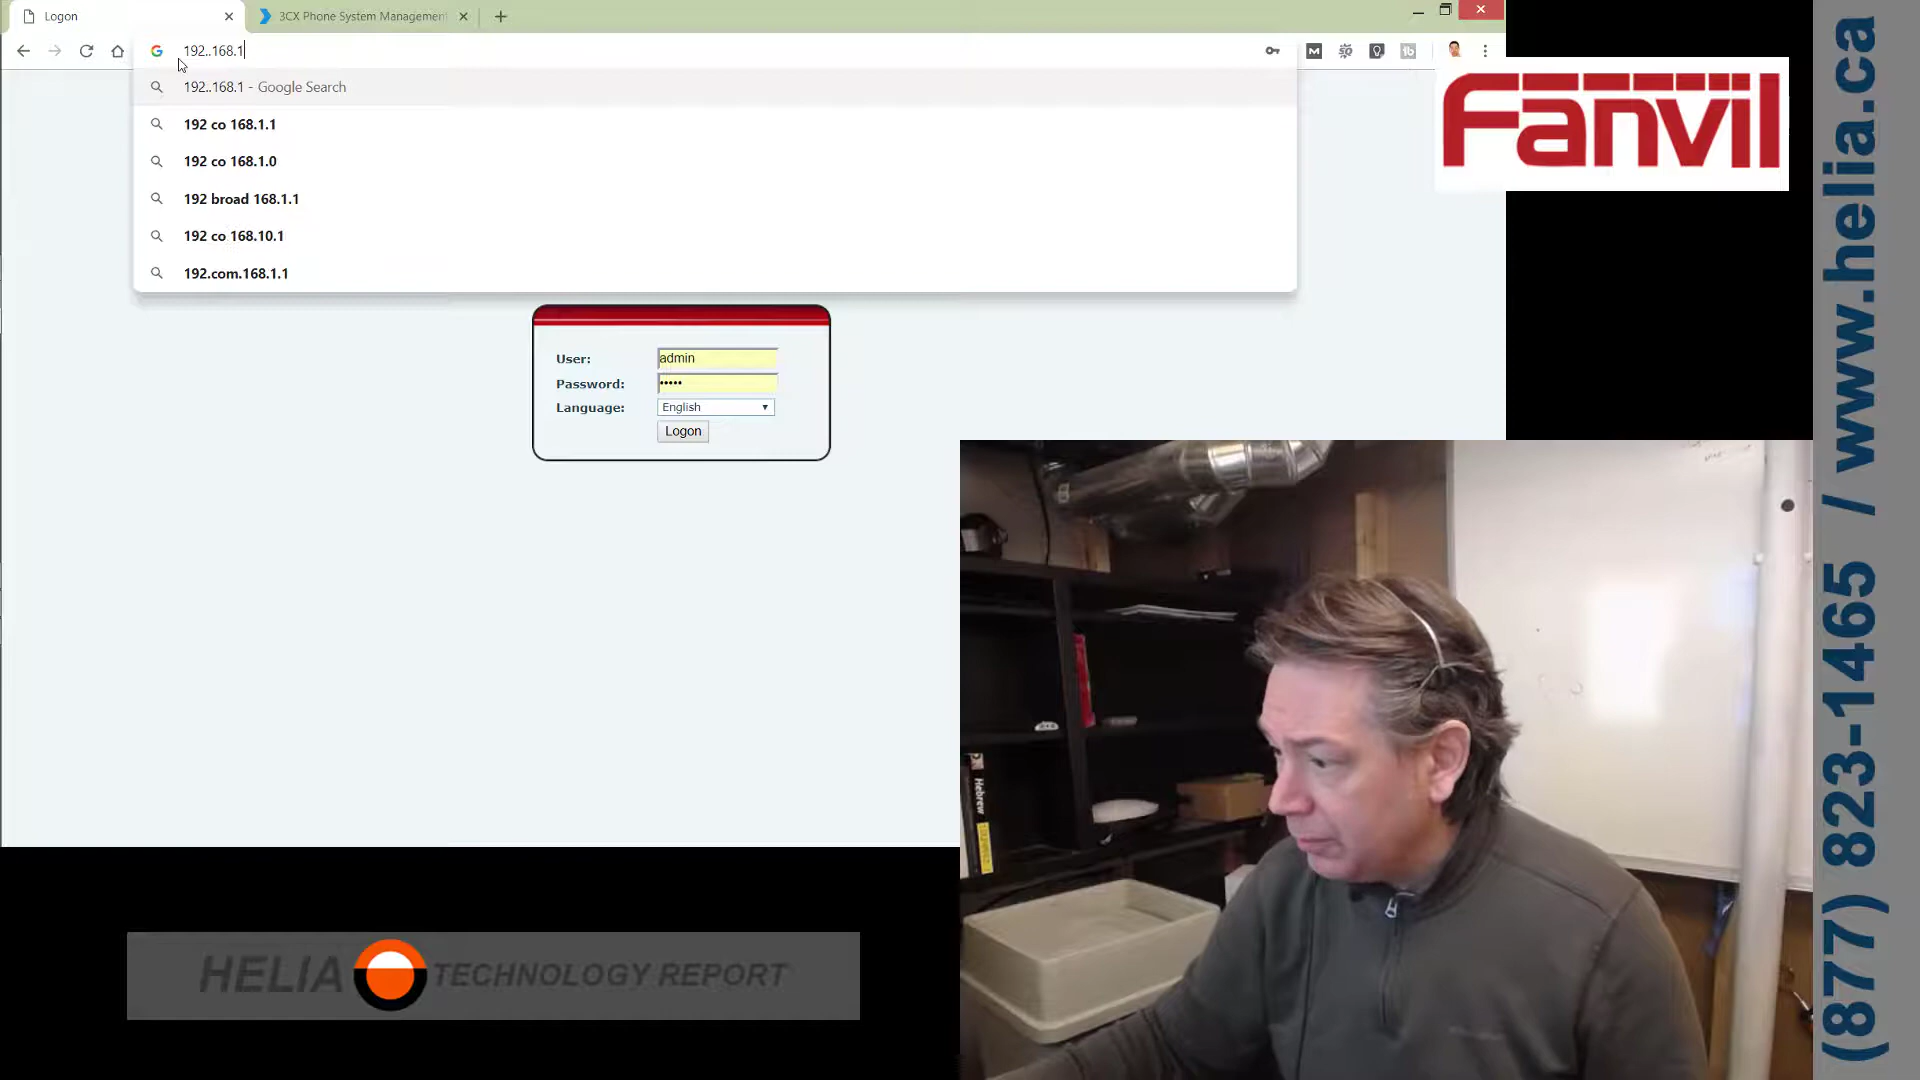 Logon
3CX Phone System Management
192..168.1
192..168.1 - Google Search
192 co 168.1.1
192 co 168.1.0
192 broad 168.1.1
192 co 168.10.1
192.com.168.1.1
User: admin
Password: •••••
Language: English
Logon
Fanvil
(877) 823-1465 / www.helia.ca
Hebrew
HELIA TECHNOLOGY REPORT